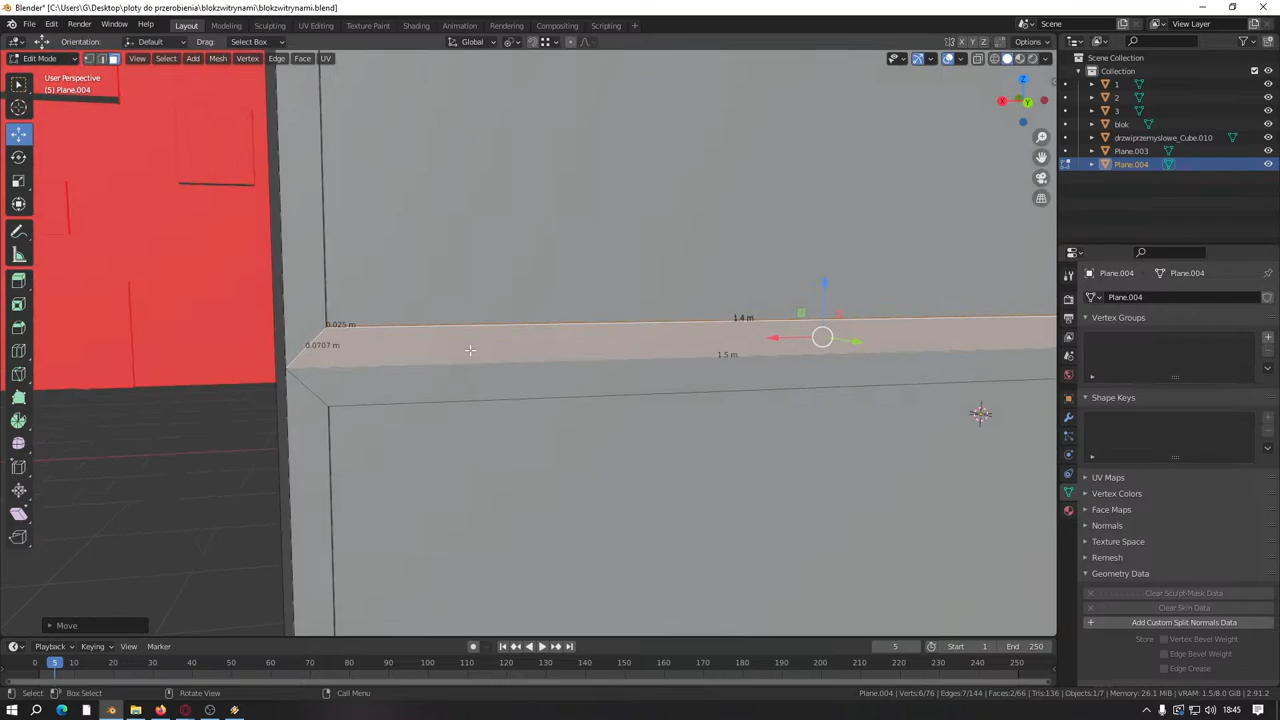 Blender* [C:\Users\G\Desktop\ploty do przerobienia\blokzwitrynami\blokzwitrynami.blend]
File Edit Render Window Help Layout Modeling Sculpting UV Editing Texture Paint Shading Animation Rendering Compositing Scripting + Scene View Layer
Orientation: Default Drag: Select Box Global X Y Z Options
Edit Mode View Select Add Mesh Vertex Edge Face UV
User Perspective
(5) Plane.004
Z
X
Y
0.025 m
0.0707 m
1.4 m
1.5 m
Move
Scene Collection
Collection
1
2
3
blok
drzwiprzemyslowe_Cube.010
Plane.003
Plane.004
Plane.004 Plane.004
Plane.004
Vertex Groups
Shape Keys
UV Maps
Vertex Colors
Face Maps
Normals
Texture Space
Remesh
Geometry Data
Clear Sculpt-Mask Data
Clear Skin Data
Add Custom Split Normals Data
Store Vertex Bevel Weight
Edge Bevel Weight
Edge Crease
Playback Keying View Marker 5 Start 1 End 250
0 5 10 20 30 40 50 60 70 80 90 100 110 120 130 140 150 160 170 180 190 200 210 220 230 240 250
Select Box Select Rotate View Call Menu Plane.004 | Verts:6/76 | Edges:7/144 | Faces:2/66 | Tris:136 | Objects:1/7 | Memory: 26.1 MiB | VRAM: 1.5/8.0 GiB | 2.91.2
18:45